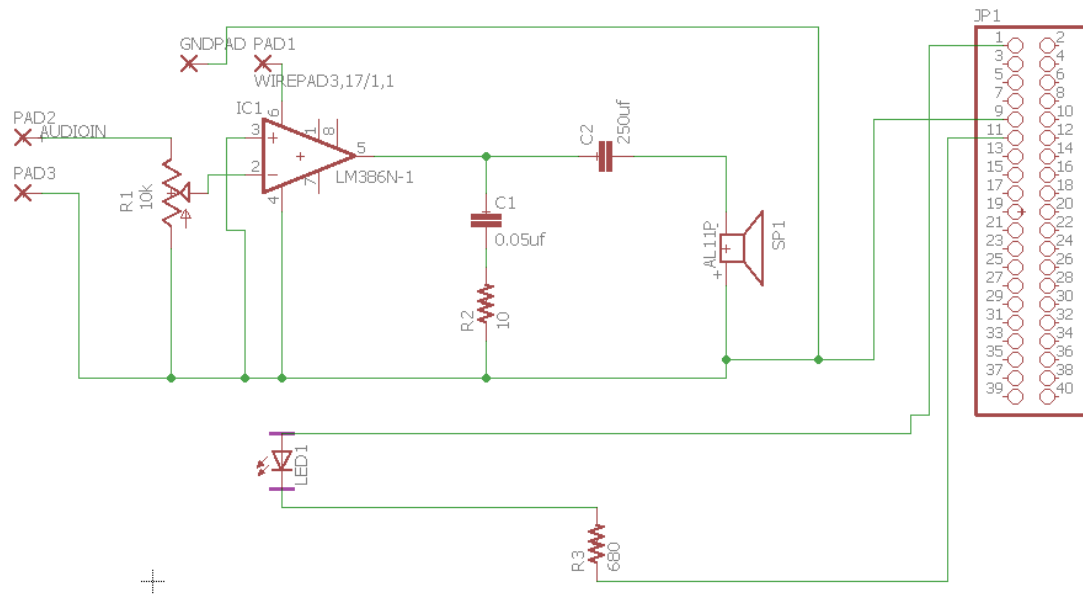 JP1
GNDPAD PAD1
WIREPAD3,17/1,1
IC1
PAD2
AUDIOIN
PAD3
R1
10k
6
3
1
8
5
2
7
4
LM386N-1
C2
250uf
C1
0.05uf
R2
10
AL11P
SP1
-
+
LED1
R3
680
1 2
3 4
5 6
7 8
9 10
11 12
13 14
15 16
17 18
19 20
21 22
23 24
25 26
27 28
29 30
31 32
33 34
35 36
37 38
39 40